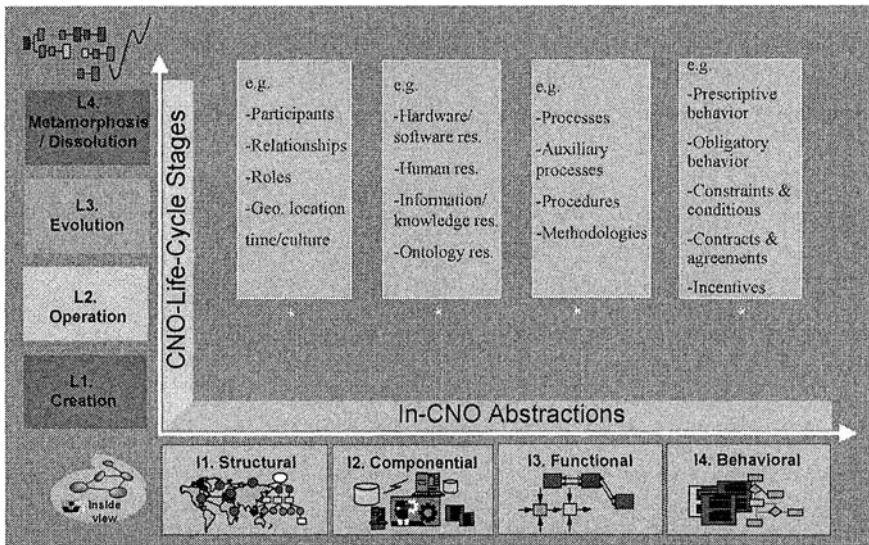 L4.
Metamorphosis
/ Dissolution
L3.
Evolution
L2.
Operation
L1.
Creation
CNO-Life-Cycle Stages
e.g.
-Participants
-Relationships
-Roles
-Geo. location
time/culture
e.g.
-Hardware/
software res.
-Human res.
-Information/
knowledge res.
-Ontology res.
e.g.
-Processes
-Auxiliary
processes
-Procedures
-Methodologies
e.g.
-Prescriptive
behavior
-Obligatory
behavior
-Constraints &
conditions
-Contracts &
agreements
-Incentives
In-CNO Abstractions
Inside
view
I1. Structural
I2. Componential
I3. Functional
I4. Behavioral